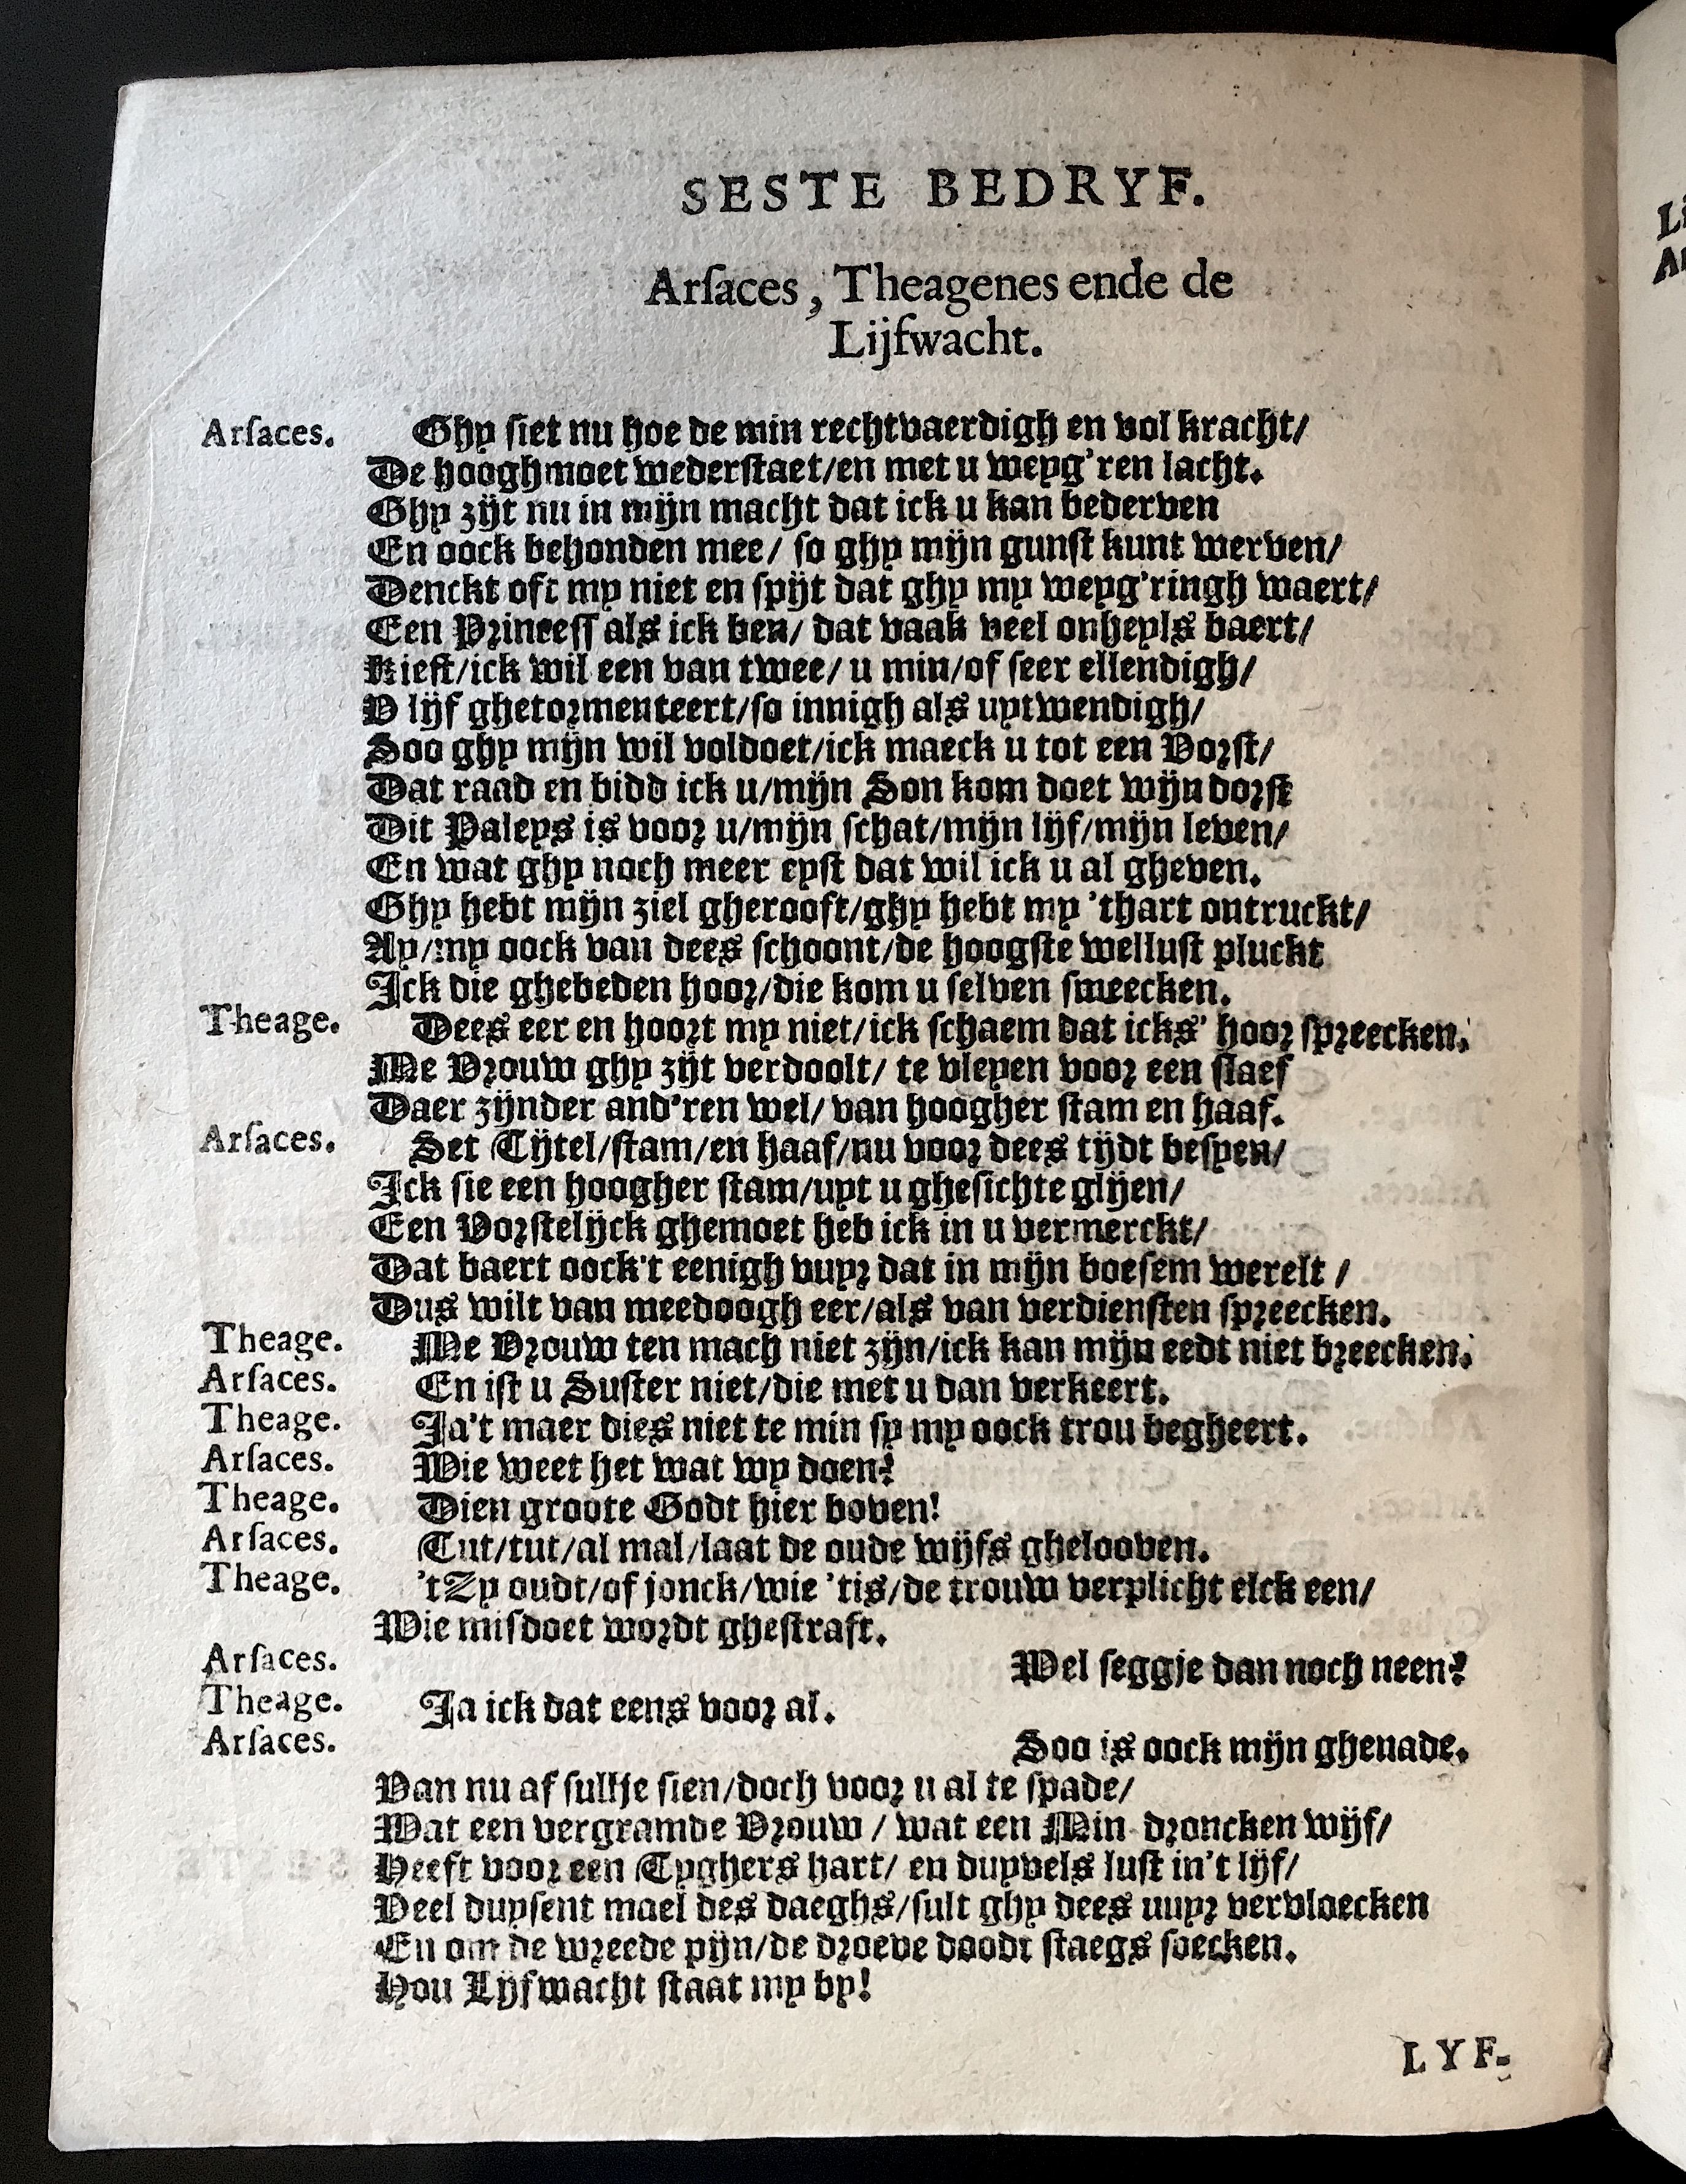 SESTE BEDRYF.
Arſaces, Theagenes ende de
Lijfwacht.
Arſaces. Ghy ſiet nu hoe de min rechtvaerdigh en vol kracht/
De hooghmoet wederſtaet/en met u weyg'ren lacht.
Ghy zijt nu in mijn macht dat ick u kan bederven
En oock behonden mee/ ſo ghy mijn gunſt kunt werven/
Denckt oft my niet en ſpijt dat ghy my weyg'ringh waert/
Een Princeſſ als ick ben/ dat vaak veel onheyls baert/
Kieſt/ick wil een van twee/ u min/of ſeer ellendigh/
V lijf ghetormenteert/ſo innigh als uytwendigh/
Soo ghy mijn wil voldoet/ick maeck u tot een Vorſt/
Dat raad en bidd ick u/mijn Son kom doet mijn dorſt
Dit Paleys is voor u/mijn ſchat/mijn lijf/mijn leven/
En wat ghy noch meer eyſt dat wil ick u al gheven.
Ghy hebt mijn ziel gherooft/ghy hebt my 'thart ontruckt/
Ay/my oock van dees ſchoont/de hoogſte wellust pluckt
Ick die ghebeden hoor/die kom u ſelven ſmeecken.
Theage. Dees eer en hoort my niet/ick ſchaem dat icks' hoor ſpreecken.
Me Vrouw ghy zijt verdoolt/ te vleyen voor een ſlaef
Daer zijnder and'ren wel/ van hoogher ſtam en haaf.
Arſaces. Set Tijtel/ſtam/en haaf/nu voor dees tijdt beſyen/
Ick ſie een hoogher ſtam/uyt u gheſichte glijen/
Een Vorſtelijck ghemoet heb ick in u vermerckt/
Dat baert oock't eenigh vuyr dat in mijn boeſem werelt /
Dus wilt van meedoogh eer/als van verdienſten ſpreecken.
Theage. Me Vrouw ten mach niet zijn/ick kan mijn eedt niet breecken.
Arſaces. En iſt u Suſter niet/die met u dan verkeert.
Theage. Ja't maer dies niet te min ſy my oock trou begheert.
Arſaces. Wie weet het wat wy doen?
Theage. Dien groote Godt hier boven!
Arſaces. Tut/tut/al mal/laat de oude wijfs ghelooven.
Theage. 'tZy oudt/of jonck/wie 'tis/de trouw verplicht elck een/
Wie miſdoet wordt gheſtraft.
Arſaces. Wel ſeggje dan noch neen?
Theage. Ja ick dat eens voor al.
Arſaces. Soo is oock mijn ghenade.
Van nu af ſultje ſien/doch voor u al te ſpade/
Wat een vergramde Vrouw / wat een Min-droncken wijf/
Heeft voor een Tyghers hart/ en duyvels luſt in't lijf/
Veel duyſent mael des daeghs/ſult ghy dees uuyr vervloecken
En om de wreede pijn/de droeve doodt ſtaegs ſoecken.
Hou Lijfwacht ſtaat my by!
LYF-
Li
Ar